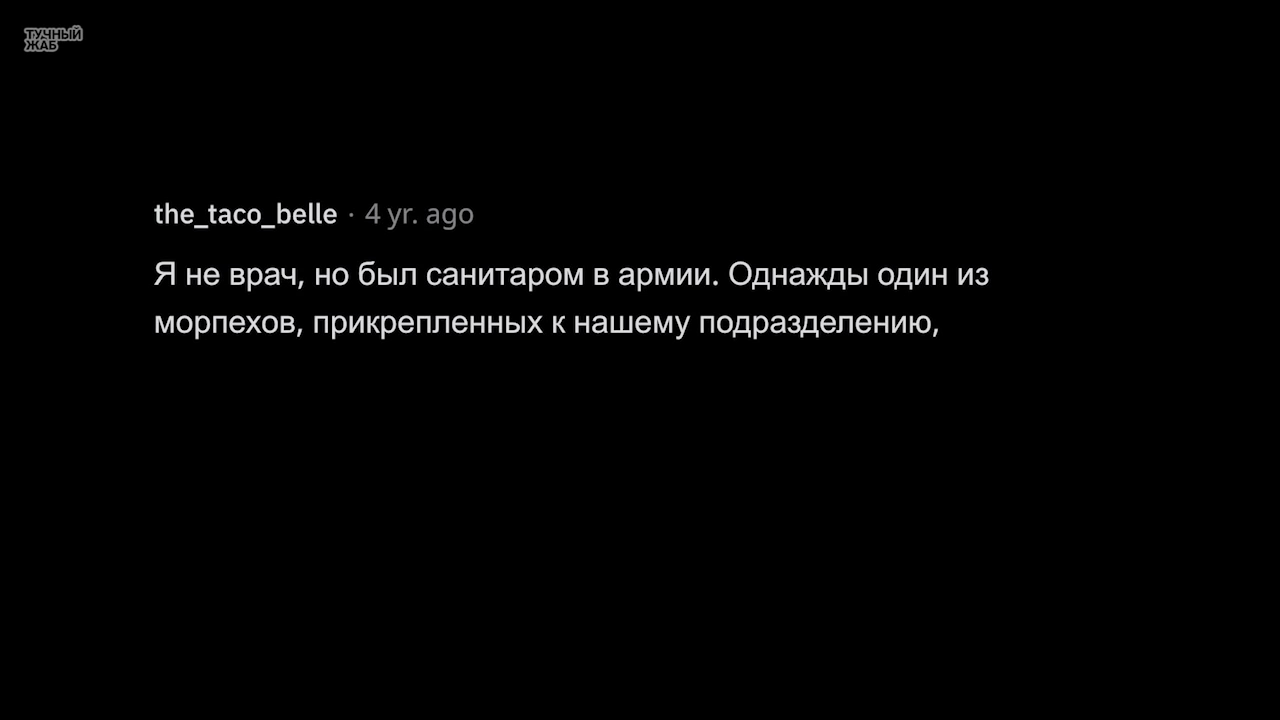 ТУЧНЫЙ
ЖАБ
the_taco_belle · 4 yr. ago
Я не врач, но был санитаром в армии. Однажды один из
морпехов, прикрепленных к нашему подразделению,